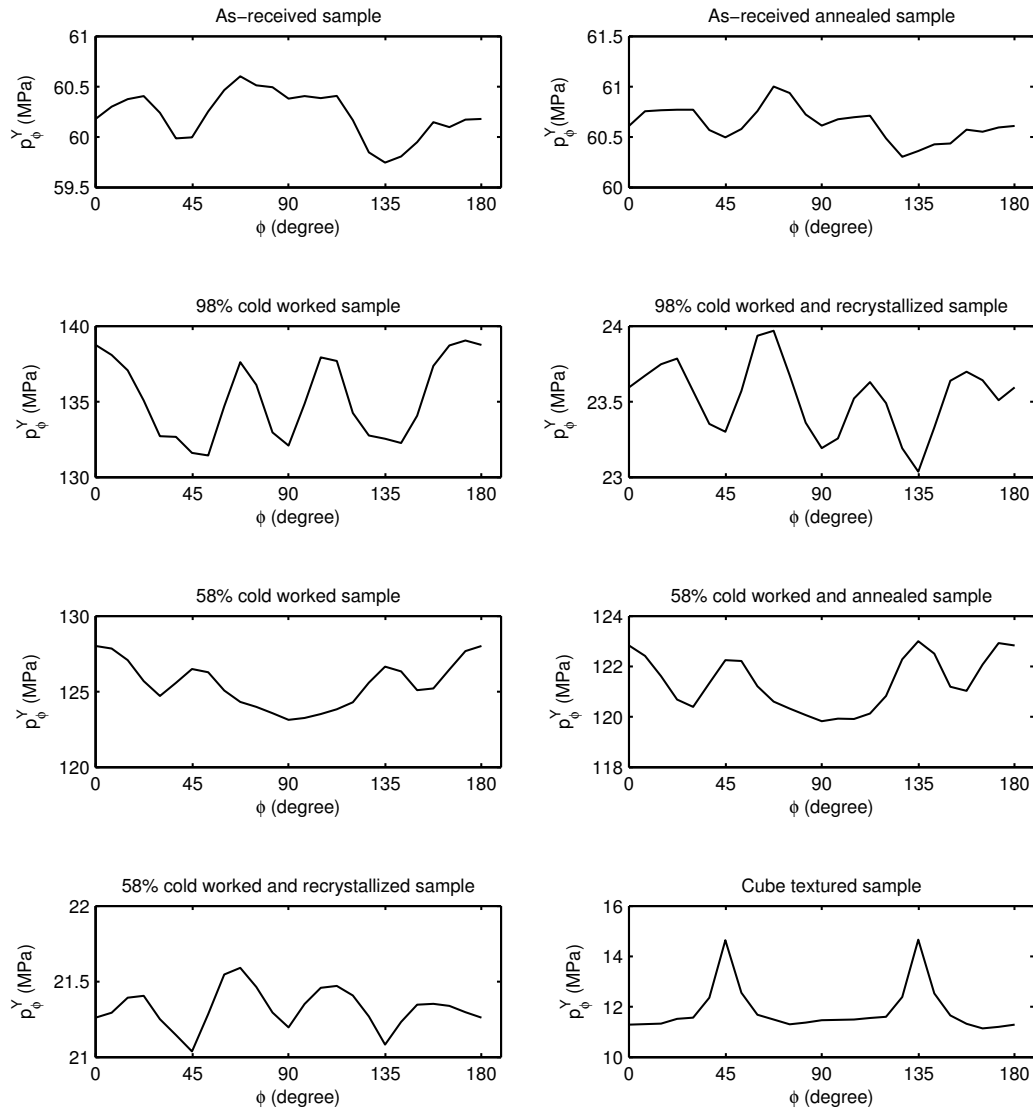 As-received sample
61
60.5
60
59.5
p_ϕ^Y (MPa)
0 45 90 135 180
ϕ (degree)
As-received annealed sample
61.5
61
60.5
60
p_ϕ^Y (MPa)
0 45 90 135 180
ϕ (degree)
98% cold worked sample
140
135
130
p_ϕ^Y (MPa)
0 45 90 135 180
ϕ (degree)
98% cold worked and recrystallized sample
24
23.5
23
p_ϕ^Y (MPa)
0 45 90 135 180
ϕ (degree)
58% cold worked sample
130
125
120
p_ϕ^Y (MPa)
0 45 90 135 180
ϕ (degree)
58% cold worked and annealed sample
124
122
120
118
p_ϕ^Y (MPa)
0 45 90 135 180
ϕ (degree)
58% cold worked and recrystallized sample
22
21.5
21
p_ϕ^Y (MPa)
0 45 90 135 180
ϕ (degree)
Cube textured sample
16
14
12
10
p_ϕ^Y (MPa)
0 45 90 135 180
ϕ (degree)